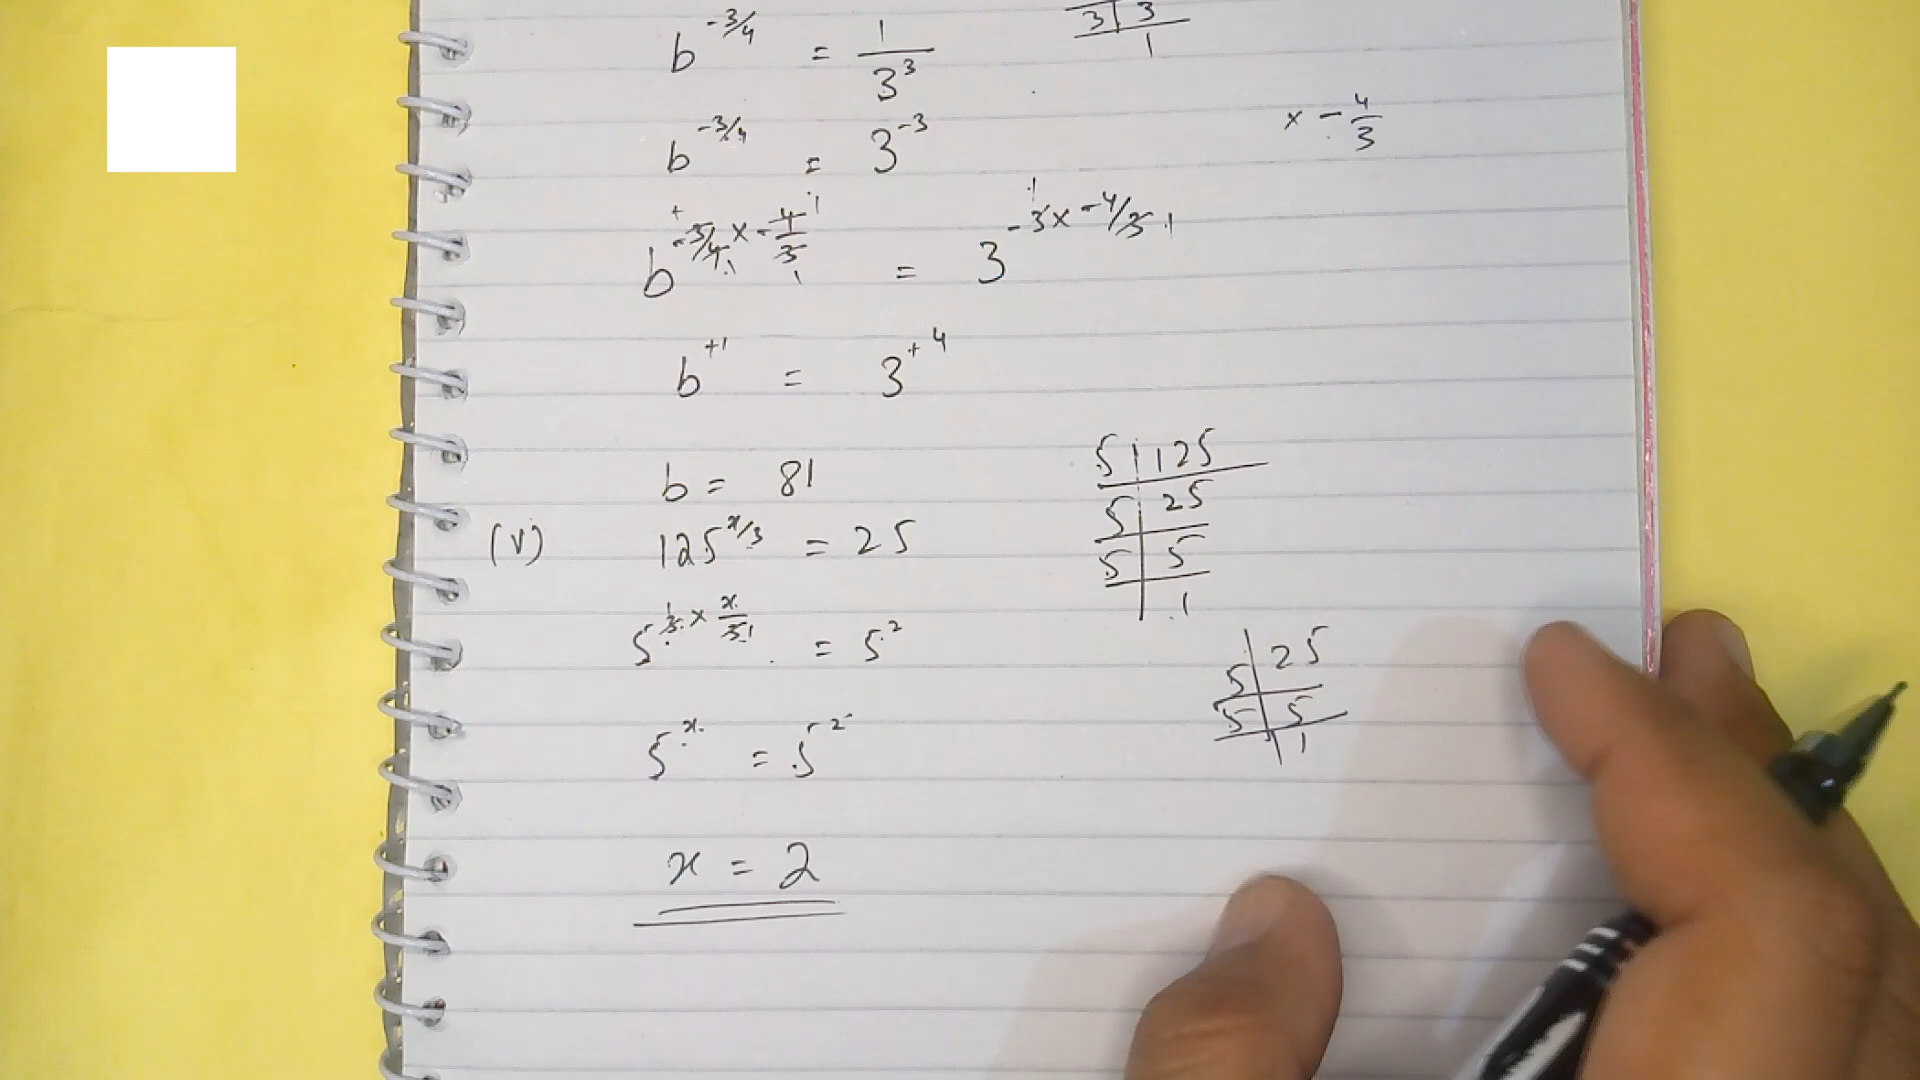 b^{-3/4} = 1/3^3
3 | 3
1
b^{-3/4} = 3^{-3}
x -4/3
b^{-3/4 x -4/3} = 3^{-3 x -4/3}
b^{+1} = 3^{+4}
b = 81
(V) 125^{x/3} = 25
5^{3 x x/3} = 5^2
5^x = 5^2
x = 2
5 | 125
5 | 25
5 | 5
1
5 | 25
5 | 5
1